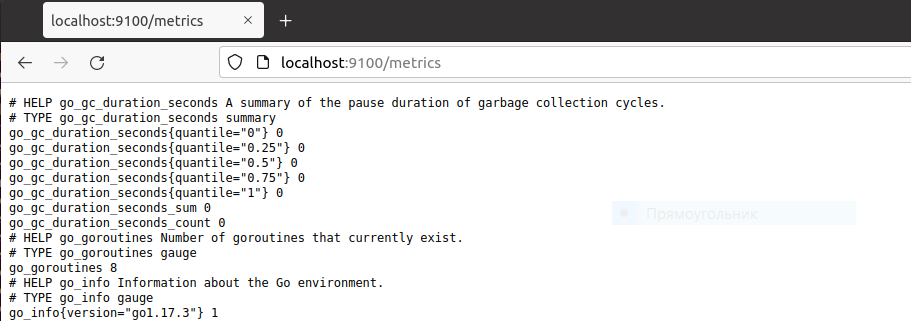 localhost:9100/metrics
localhost:9100/metrics
# HELP go_gc_duration_seconds A summary of the pause duration of garbage collection cycles.
# TYPE go_gc_duration_seconds summary
go_gc_duration_seconds{quantile="0"} 0
go_gc_duration_seconds{quantile="0.25"} 0
go_gc_duration_seconds{quantile="0.5"} 0
go_gc_duration_seconds{quantile="0.75"} 0
go_gc_duration_seconds{quantile="1"} 0
go_gc_duration_seconds_sum 0
Прямоугольник
go_gc_duration_seconds_count 0
# HELP go_goroutines Number of goroutines that currently exist.
# TYPE go_goroutines gauge
go_goroutines 8
# HELP go_info Information about the Go environment.
# TYPE go_info gauge
go_info{version="go1.17.3"} 1